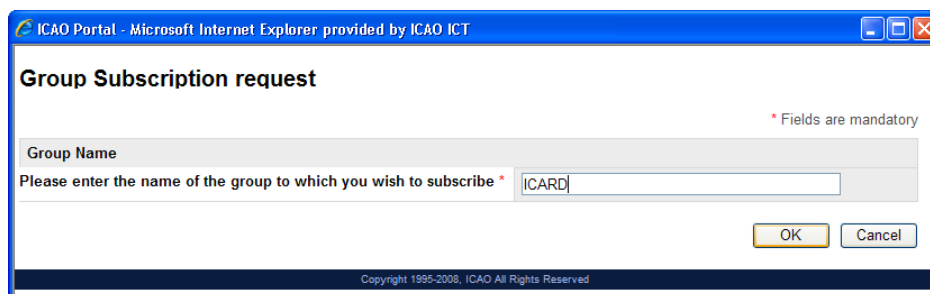 ICAO Portal - Microsoft Internet Explorer provided by ICAO ICT
Group Subscription request
* Fields are mandatory
Group Name
Please enter the name of the group to which you wish to subscribe * ICARD
OK Cancel
Copyright 1995-2008, ICAO All Rights Reserved